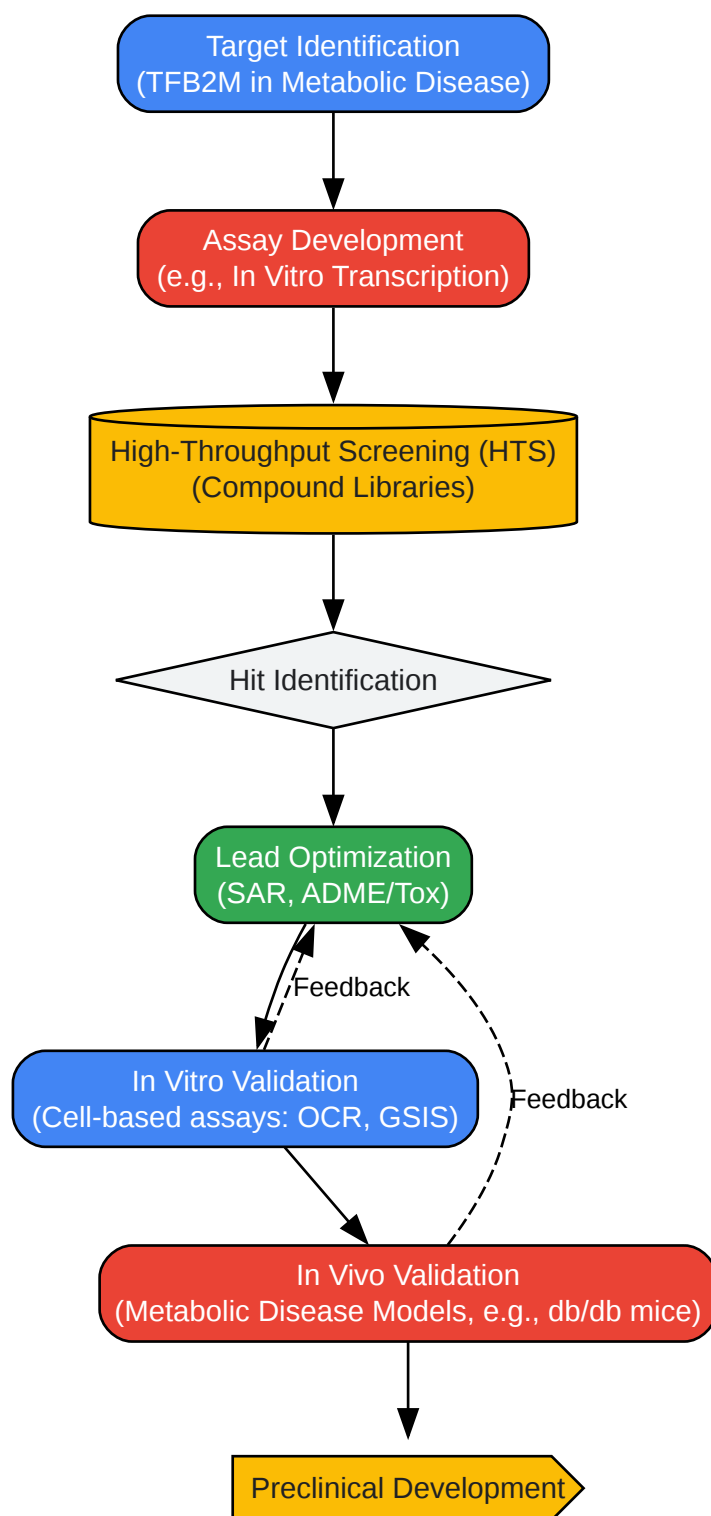 Target Identification
(TFB2M in Metabolic Disease)
Assay Development
(e.g., In Vitro Transcription)
High-Throughput Screening (HTS)
(Compound Libraries)
Hit Identification
Lead Optimization
(SAR, ADME/Tox)
Feedback
In Vitro Validation
(Cell-based assays: OCR, GSIS)
Feedback
In Vivo Validation
(Metabolic Disease Models, e.g., db/db mice)
Preclinical Development